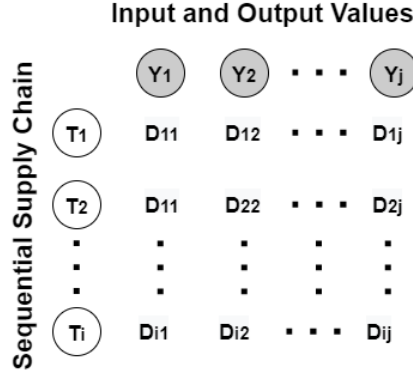 Input and Output Values
Sequential Supply Chain
Y1 Y2 . . . Yj
T1 D11 D12 . . . D1j
T2 D11 D22 . . . D2j
. . . . .
. . . . .
. . . . .
Ti Di1 Di2 . . . Dij